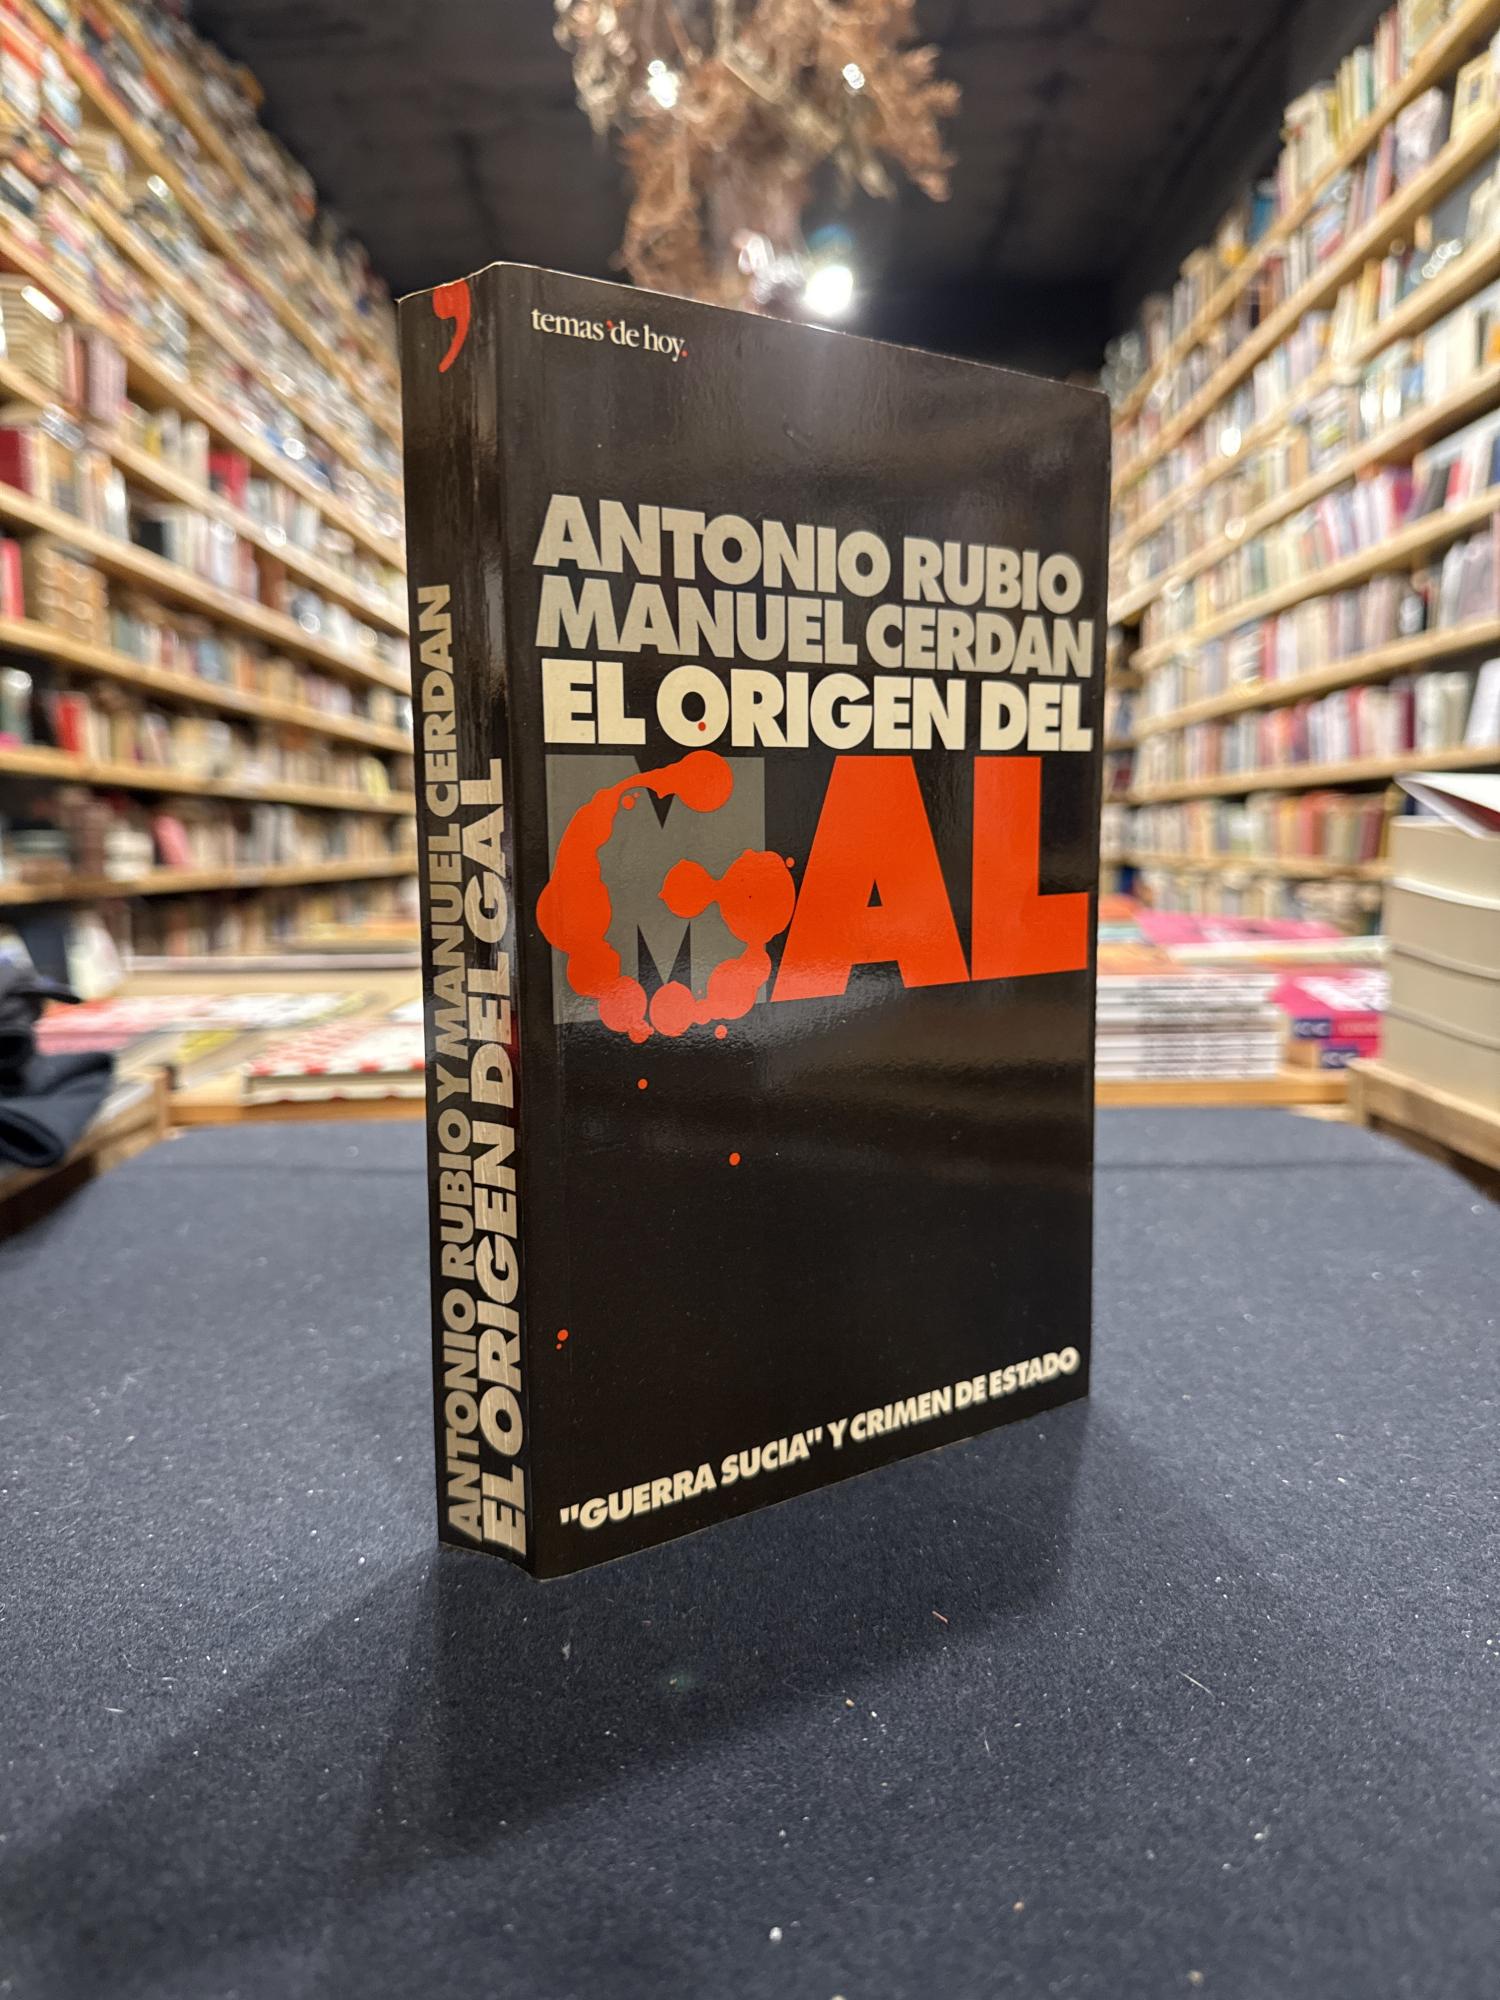 temas'de hoy.
ANTONIO RUBIO
MANUEL CERDAN
EL ORIGEN DEL
GAL
"GUERRA SUCIA" Y CRIMEN DE ESTADO
ANTONIO RUBIO Y MANUEL CERDAN
EL ORIGEN DEL GAL